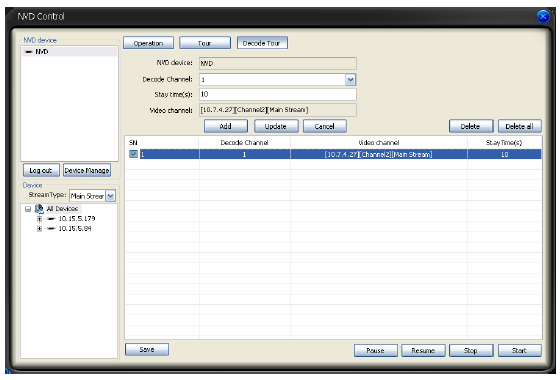 NVD Control
NVD device
NVD
Log out Device Manage
Device
StreamType: Main Strear
All Devices
10.15.5.179
10.15.5.84
Operation Tour Decode Tour
NVD device: NVD
Decode Channel: 1
Stay time(s): 10
Video channel: [10.7.4.27][Channel2][Main Stream]
Add Update Cancel Delete Delete all
SN Decode Channel Video channel StayTime(s)
1 1 [10.7.4.27][Channel2][Main Stream] 10
Save Pause Resume Stop Start